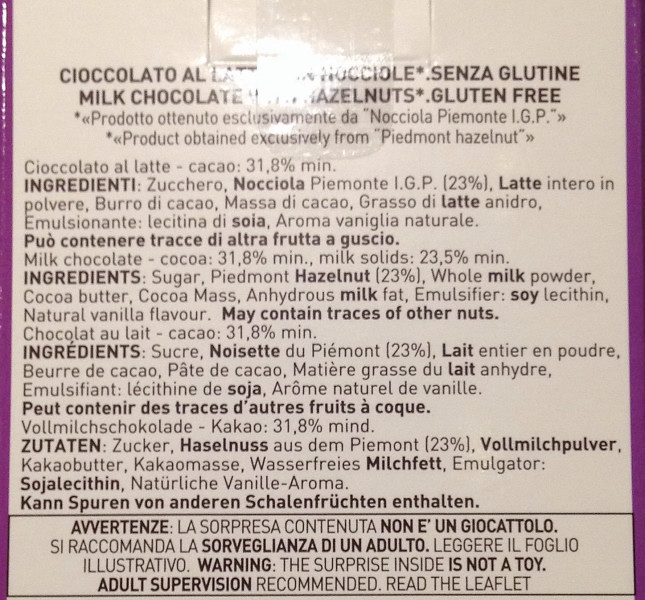 CIOCCOLATO AL LATTE NOCCIOLE*.SENZA GLUTINE
MILK CHOCOLATE HAZELNUTS*.GLUTEN FREE
*«Prodotto ottenuto esclusivamente da "Nocciola Piemonte I.G.P."»
*«Product obtained exclusively from "Piedmont hazelnut"»
Cioccolato al latte - cacao: 31,8% min.
INGREDIENTI: Zucchero, Nocciola Piemonte I.G.P. (23%), Latte intero in
polvere, Burro di cacao, Massa di cacao, Grasso di latte anidro,
Emulsionante: lecitina di soia, Aroma vaniglia naturale.
Può contenere tracce di altra frutta a guscio.
Milk chocolate - cocoa: 31,8% min., milk solids: 23,5% min.
INGREDIENTS: Sugar, Piedmont Hazelnut (23%), Whole milk powder,
Cocoa butter, Cocoa Mass, Anhydrous milk fat, Emulsifier: soy lecithin,
Natural vanilla flavour. May contain traces of other nuts.
Chocolat au lait - cacao: 31,8% min.
INGRÉDIENTS: Sucre, Noisette du Piémont (23%), Lait entier en poudre,
Beurre de cacao, Pâte de cacao, Matière grasse du lait anhydre,
Emulsifiant: lécithine de soja, Arôme naturel de vanille.
Peut contenir des traces d'autres fruits à coque.
Vollmilchschokolade - Kakao: 31,8% mind.
ZUTATEN: Zucker, Haselnuss aus dem Piemont (23%), Vollmilchpulver,
Kakaobutter, Kakaomasse, Wasserfreies Milchfett, Emulgator:
Sojalecithin, Natürliche Vanille-Aroma.
Kann Spuren von anderen Schalenfrüchten enthalten.
AVVERTENZE: LA SORPRESA CONTENUTA NON E' UN GIOCATTOLO.
SI RACCOMANDA LA SORVEGLIANZA DI UN ADULTO. LEGGERE IL FOGLIO
ILLUSTRATIVO. WARNING: THE SURPRISE INSIDE IS NOT A TOY.
ADULT SUPERVISION RECOMMENDED. READ THE LEAFLET